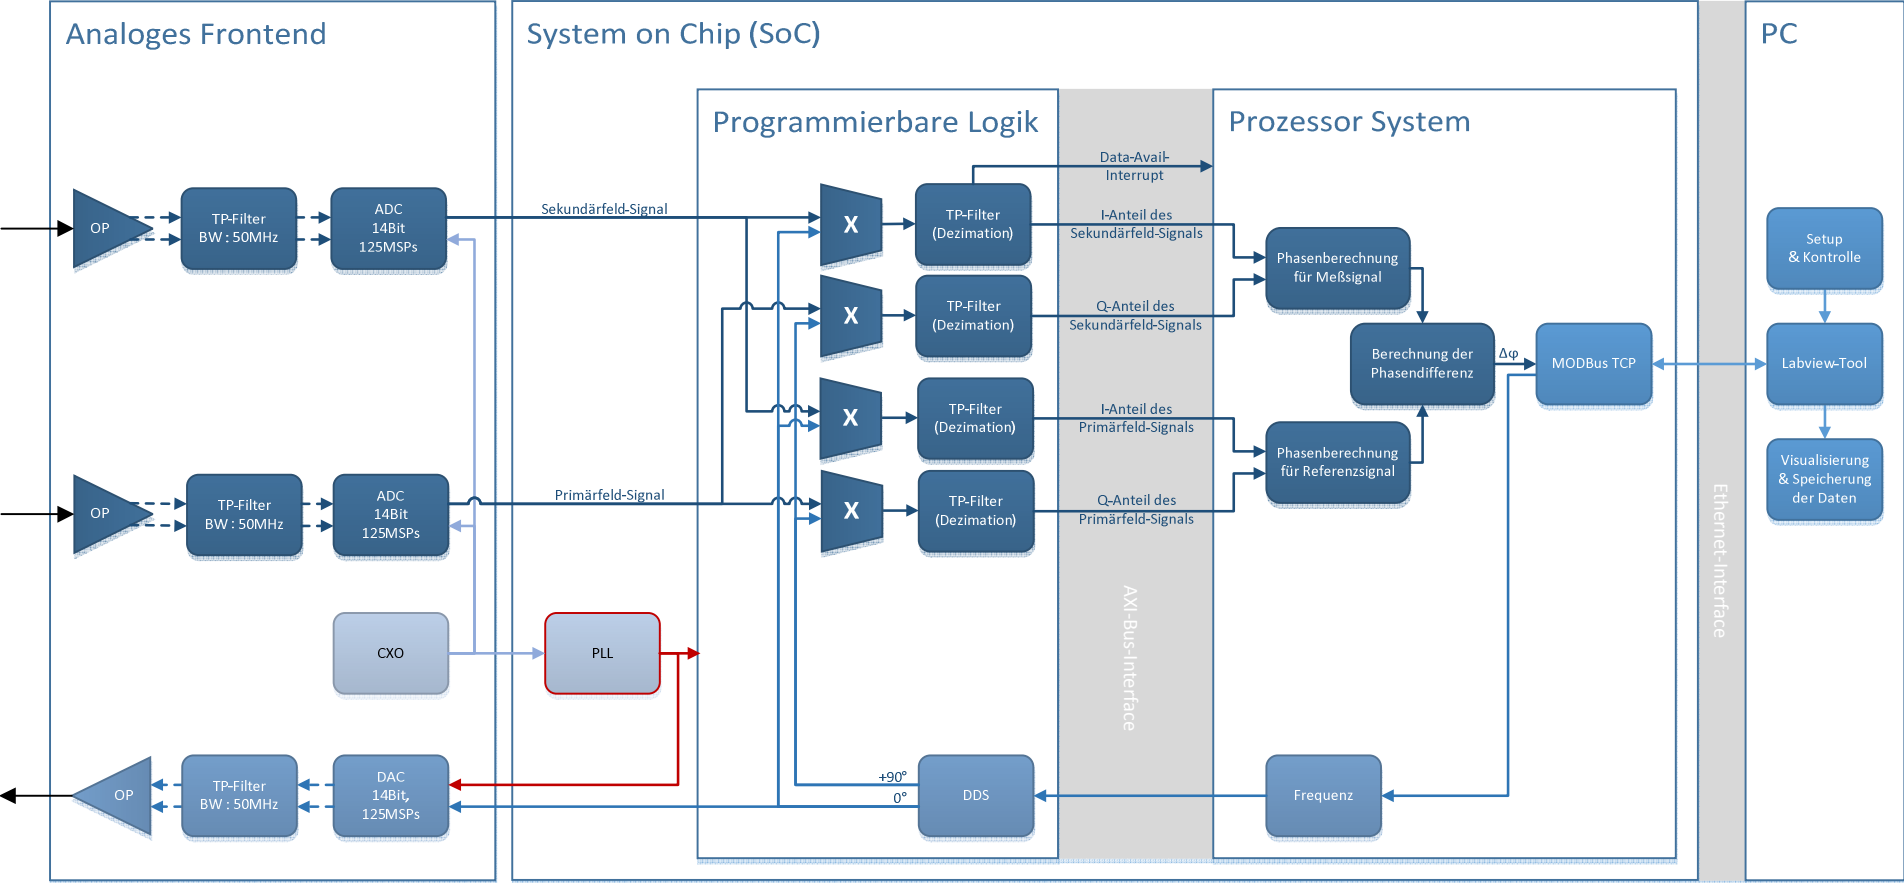 Analoges Frontend
System on Chip (SoC)
PC
Programmierbare Logik
Prozessor System
OP
TP-Filter
BW : 50MHz
ADC
14Bit
125MSPs
Sekundärfeld-Signal
X
TP-Filter
(Dezimation)
Data-Avail-
Interrupt
I-Anteil des
Sekundärfeld-Signals
Phasenberechnung
für Meßsignal
X
TP-Filter
(Dezimation)
Q-Anteil des
Sekundärfeld-Signals
Setup
& Kontrolle
Berechnung der
Phasendifferenz
Δφ
MODBus TCP
Labview-Tool
X
TP-Filter
(Dezimation)
I-Anteil des
Primärfeld-Signals
Phasenberechnung
für Referenzsignal
Visualisierung
& Speicherung
der Daten
OP
TP-Filter
BW : 50MHz
ADC
14Bit
125MSPs
Primärfeld-Signal
X
TP-Filter
(Dezimation)
Q-Anteil des
Primärfeld-Signals
AXI-Bus-Interface
Ethernet-Interface
CXO
PLL
OP
TP-Filter
BW : 50MHz
DAC
14Bit,
125MSPs
+90°
0°
DDS
Frequenz